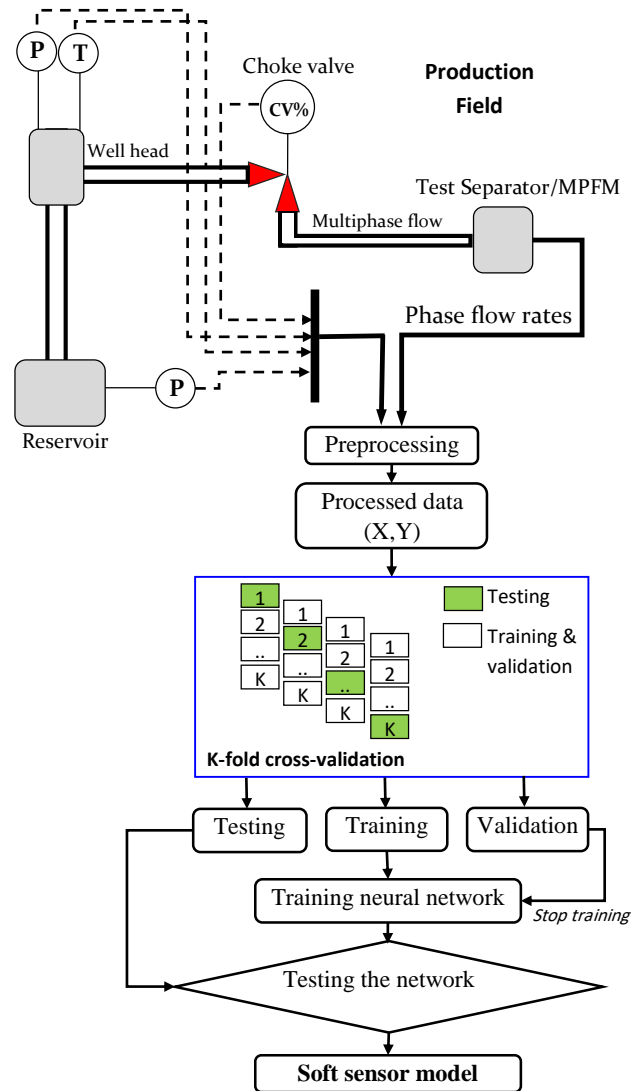 P
T
Choke valve
Production
Field
CV%
Well head
Test Separator/MPFM
Multiphase flow
Phase flow rates
P
Reservoir
Preprocessing
Processed data
(X,Y)
1
2
..
K
1
2
..
K
1
2
..
K
1
2
..
K
Testing
Training &
validation
K-fold cross-validation
Testing
Training
Validation
Training neural network
Stop training
Testing the network
Soft sensor model